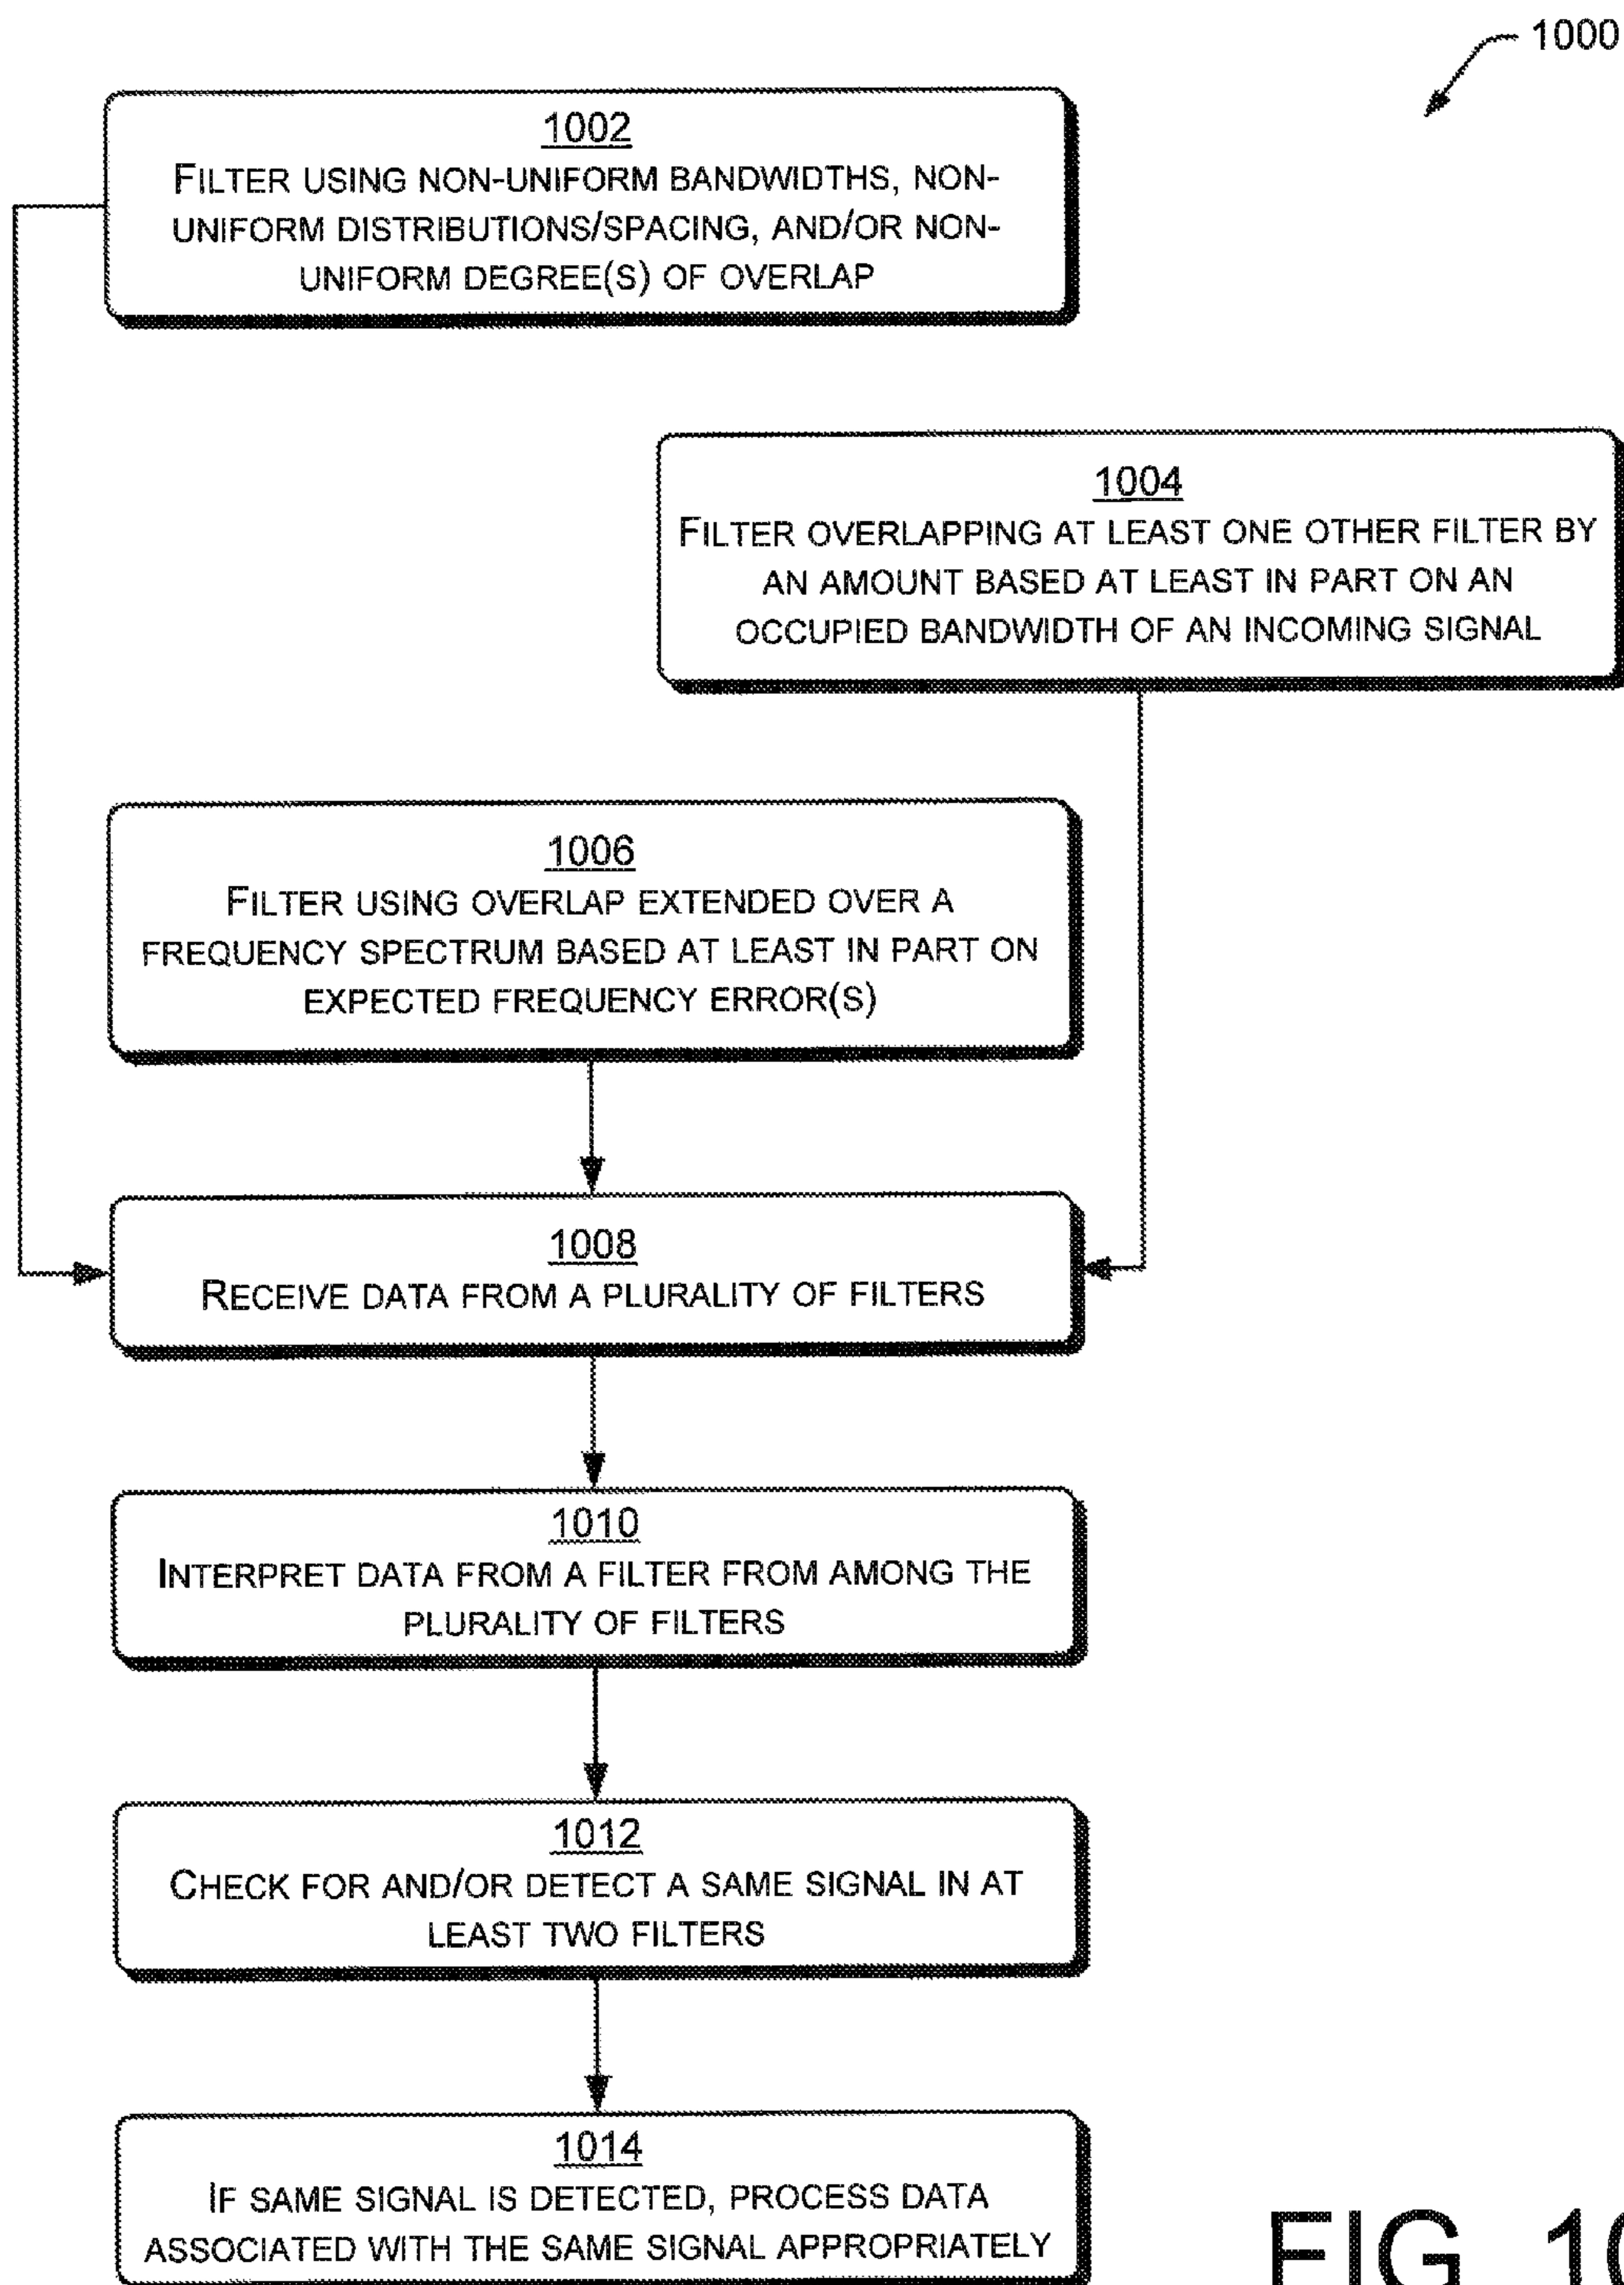 1000
1002
FILTER USING NON-UNIFORM BANDWIDTHS, NON-
UNIFORM DISTRIBUTIONS/SPACING, AND/OR NON-
UNIFORM DEGREE(S) OF OVERLAP
1004
FILTER OVERLAPPING AT LEAST ONE OTHER FILTER BY
AN AMOUNT BASED AT LEAST IN PART ON AN
OCCUPIED BANDWIDTH OF AN INCOMING SIGNAL
1006
FILTER USING OVERLAP EXTENDED OVER A
FREQUENCY SPECTRUM BASED AT LEAST IN PART ON
EXPECTED FREQUENCY ERROR(S)
1008
RECEIVE DATA FROM A PLURALITY OF FILTERS
1010
INTERPRET DATA FROM A FILTER FROM AMONG THE
PLURALITY OF FILTERS
1012
CHECK FOR AND/OR DETECT A SAME SIGNAL IN AT
LEAST TWO FILTERS
1014
IF SAME SIGNAL IS DETECTED, PROCESS DATA
ASSOCIATED WITH THE SAME SIGNAL APPROPRIATELY
FIG. 10